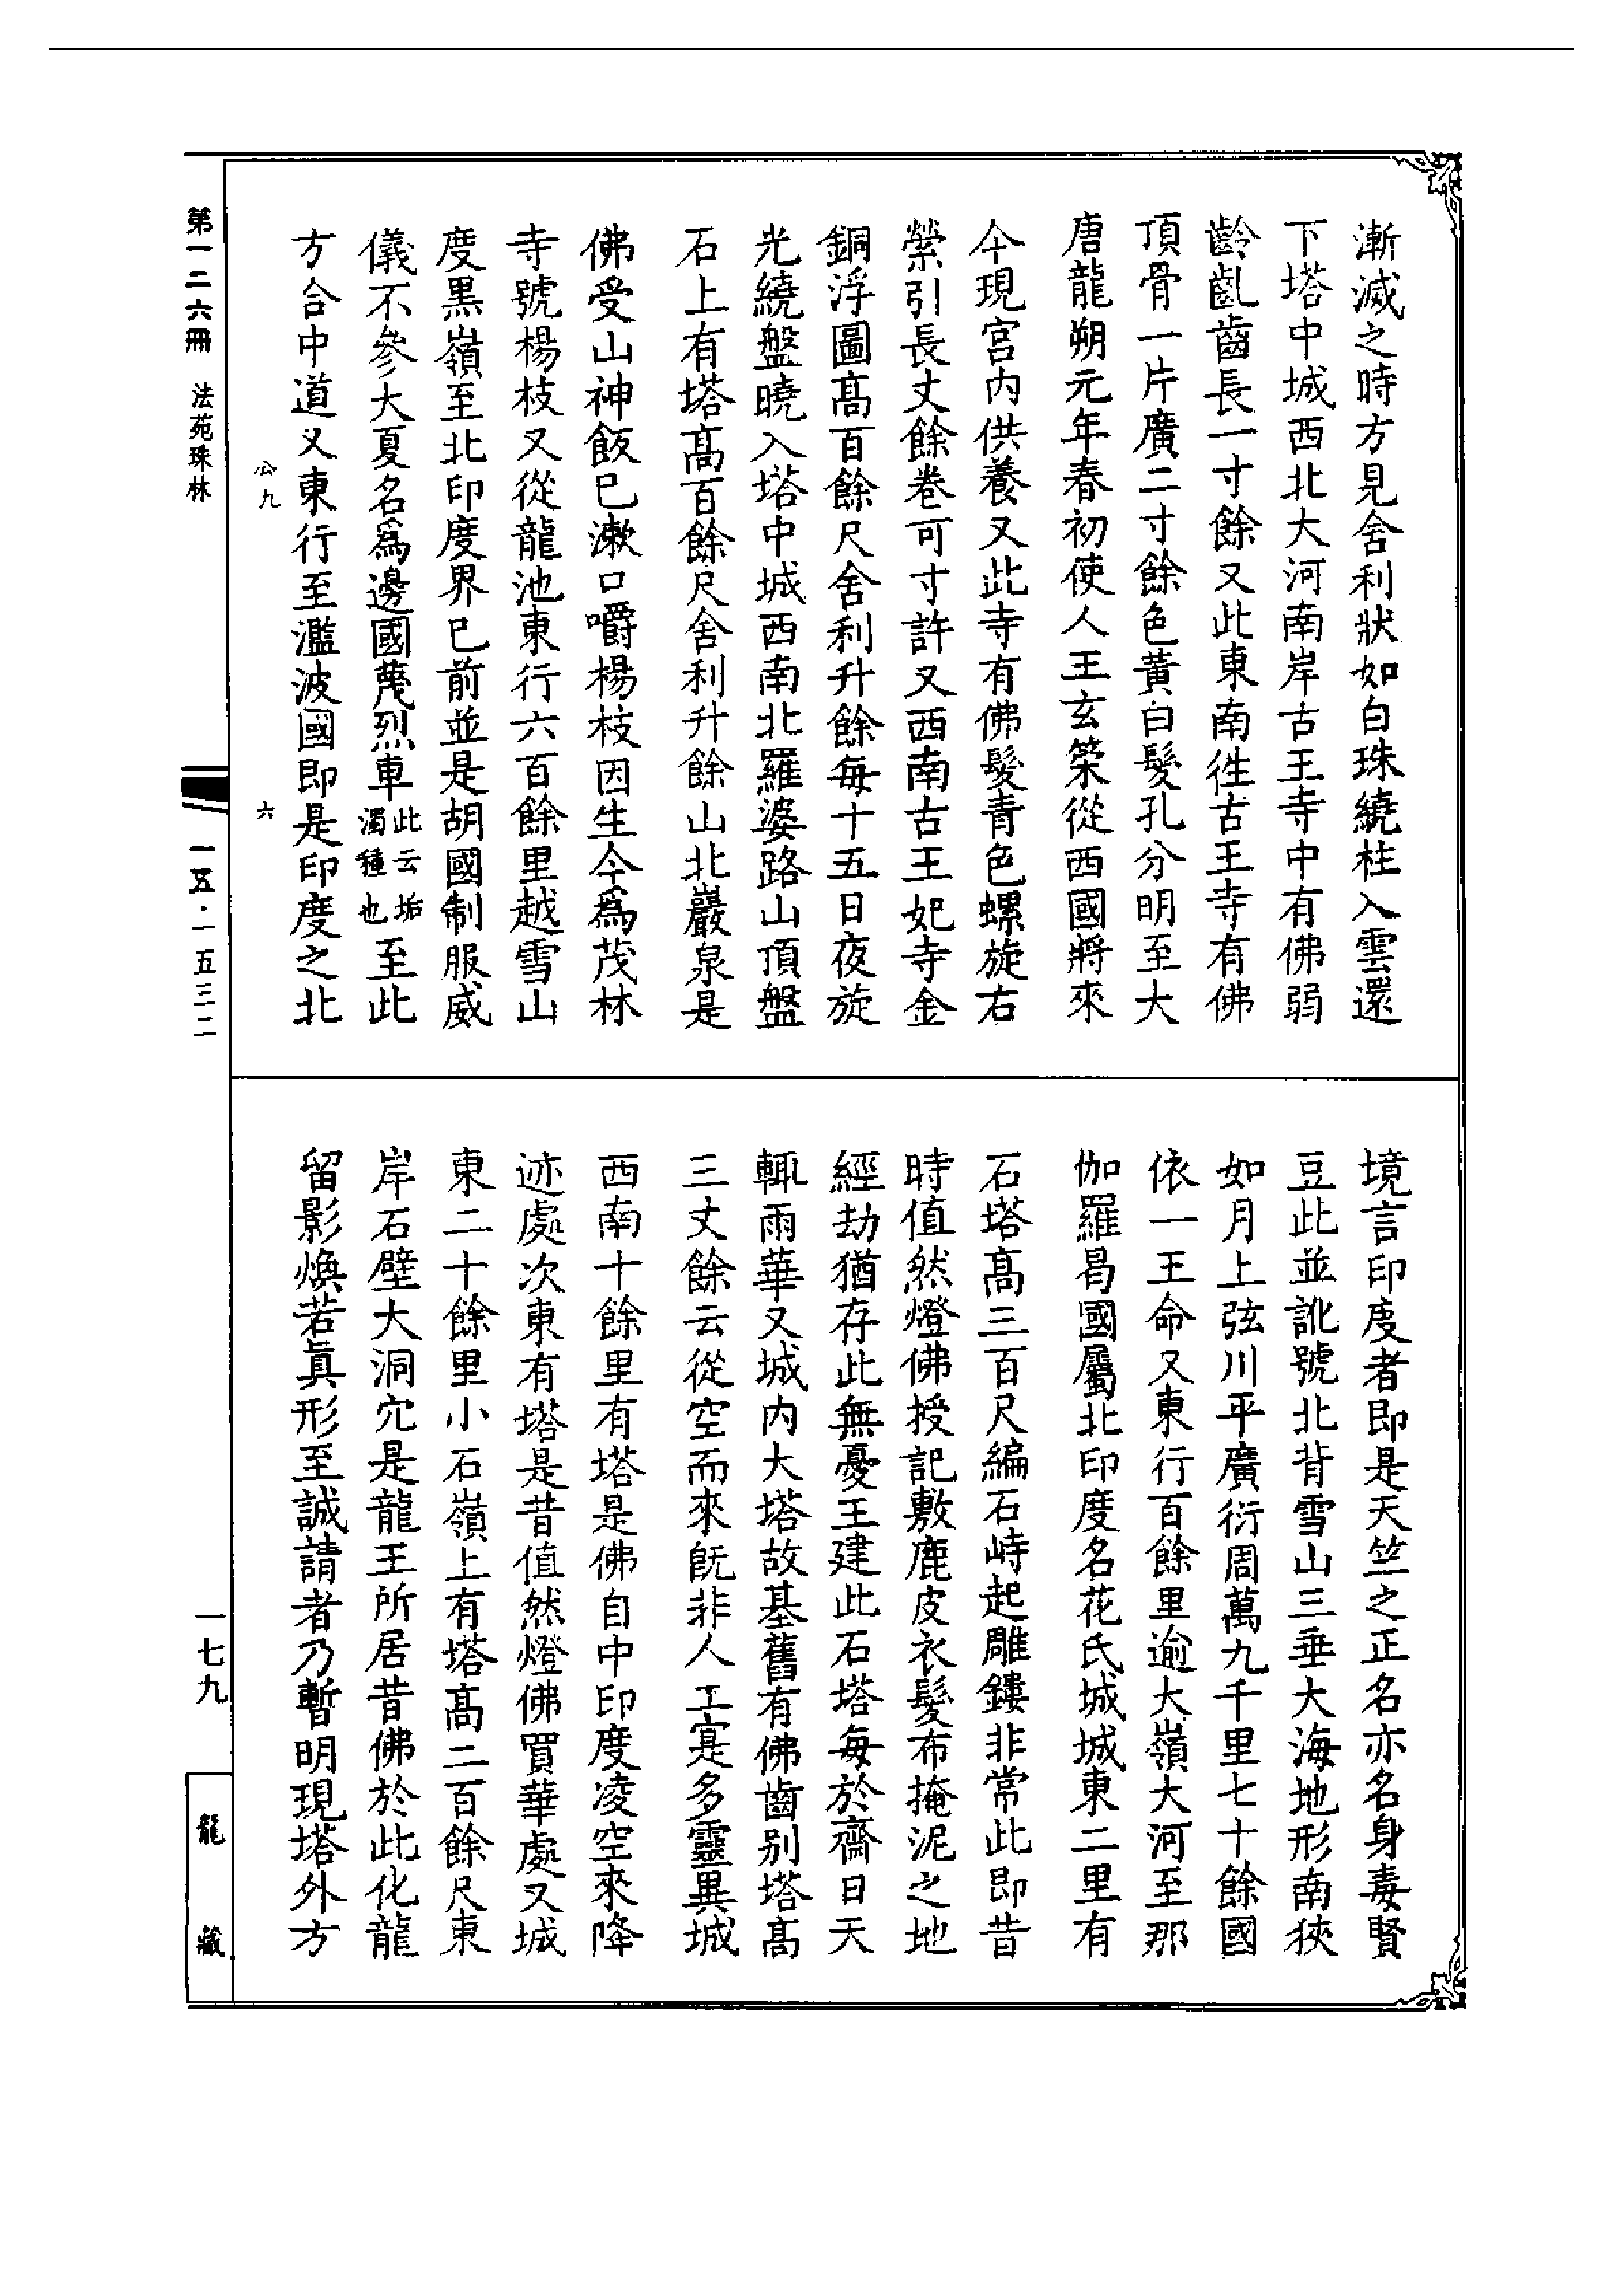 漸滅之時方見舍利狀如白珠繞柱入雲還
下塔中城西北大河南岸古王寺中有佛弱
齡齓齒長一寸餘又此東南徃古王寺有佛
頂骨一片廣二寸餘色黃白髮孔分明至大
唐龍朔元年春初使人王玄策從西國將來
今現宮內供養又此寺有佛髮青色螺旋右
縈引長丈餘卷可寸許又西南古王妃寺金
銅浮圖髙百餘尺舍利升餘每十五日夜旋
光繞盤曉入塔中城西南北羅婆路山頂盤
石上有塔髙百餘尺舍利升餘山北巖泉是
佛受山神飯已漱口嚼楊枝因生今爲茂林
寺號楊枝又從龍池東行六百餘里越雪山
度黑嶺至北印度界已前並是胡國制服威
儀不參大夏名爲邊國蔑烈車此云垢濁種也至此
方合中道又東行至濫波國即是印度之北
境言印度者即是天竺之正名亦名身毒賢
豆此並訛號北背雪山三垂大海地形南狹
如月上弦川平廣衍周萬九千里七十餘國
依一王命又東行百餘里逾大嶺大河至那
伽羅曷國屬北印度名花氏城城東二里有
石塔髙三百尺編石峙起雕鏤非常此即昔
時值然燈佛授記敷鹿皮衣髮布掩泥之地
經劫猶存此無憂王建此石塔每於齋日天
輒雨華又城內大塔故基舊有佛齒别塔髙
三丈餘云從空而來旣非人工寔多靈異城
西南十餘里有塔是佛自中印度凌空來降
迹處次東有塔是昔值然燈佛買華處又城
東二十餘里小石嶺上有塔髙二百餘尺東
岸石壁大洞穴是龍王所居昔佛於此化龍
留影煥若眞形至誠請者乃暫明現塔外方
公九
六
第一二六冊 法苑珠林
一五·一五三二
一七九
龍藏